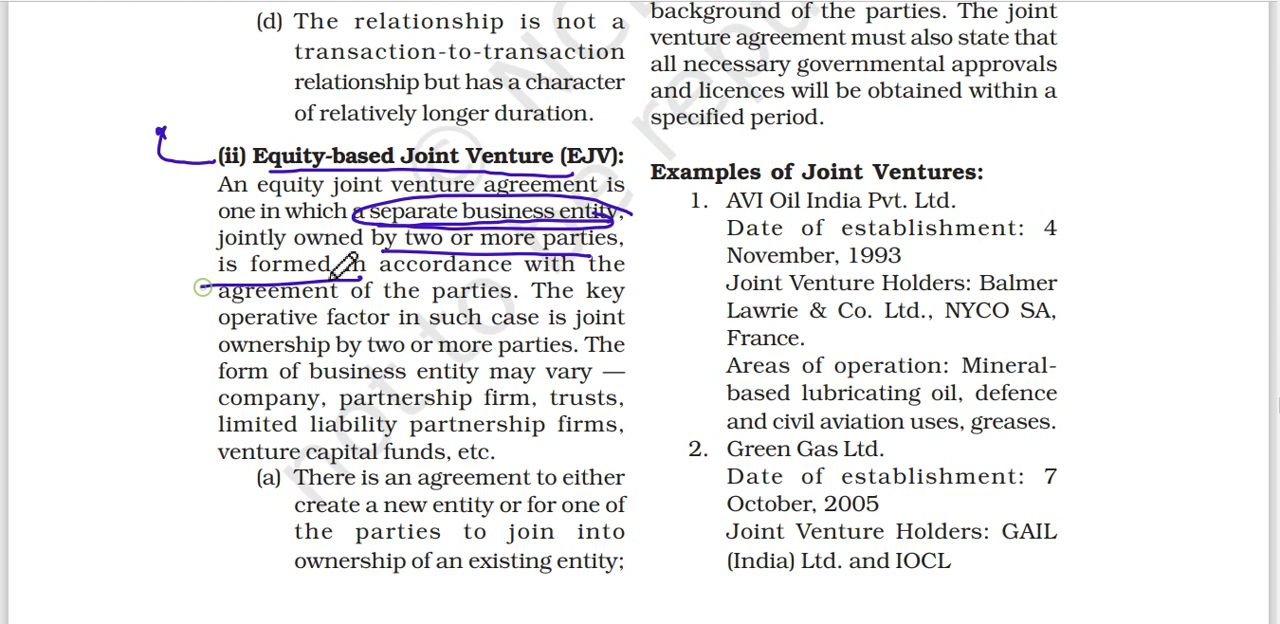 (d) The relationship is not a
transaction-to-transaction
relationship but has a character
of relatively longer duration.
(ii) Equity-based Joint Venture (EJV):
An equity joint venture agreement is
one in which a separate business entity,
jointly owned by two or more parties,
is formed in accordance with the
agreement of the parties. The key
operative factor in such case is joint
ownership by two or more parties. The
form of business entity may vary —
company, partnership firm, trusts,
limited liability partnership firms,
venture capital funds, etc.
(a) There is an agreement to either
create a new entity or for one of
the parties to join into
ownership of an existing entity;
background of the parties. The joint
venture agreement must also state that
all necessary governmental approvals
and licences will be obtained within a
specified period.
Examples of Joint Ventures:
1. AVI Oil India Pvt. Ltd.
Date of establishment: 4
November, 1993
Joint Venture Holders: Balmer
Lawrie & Co. Ltd., NYCO SA,
France.
Areas of operation: Mineral-
based lubricating oil, defence
and civil aviation uses, greases.
2. Green Gas Ltd.
Date of establishment: 7
October, 2005
Joint Venture Holders: GAIL
(India) Ltd. and IOCL
not to be